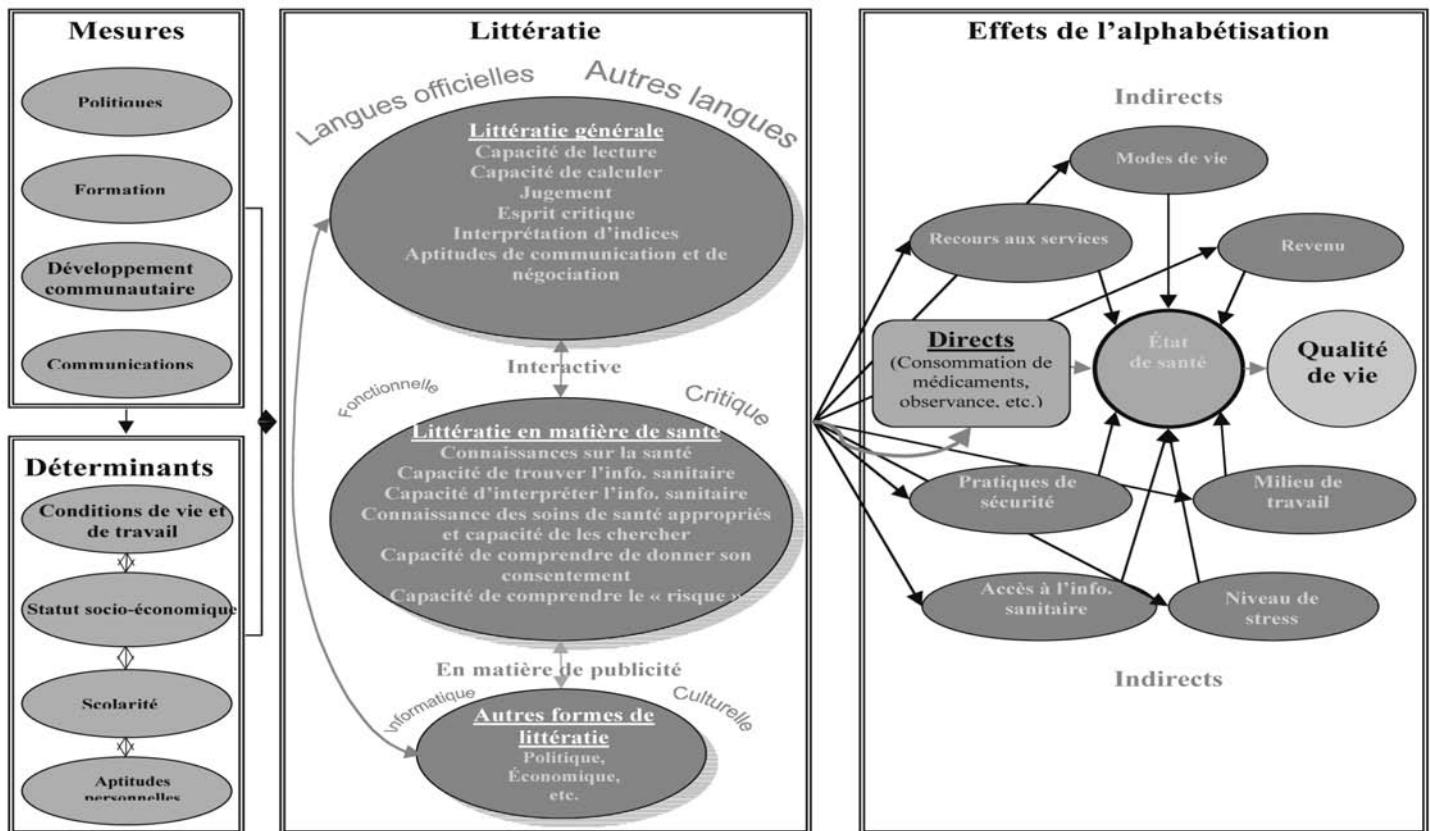 Mesures
Politiques
Formation
Développement
communautaire
Communications
Déterminants
Conditions de vie et
de travail
Statut socio-économique
Scolarité
Aptitudes
personnelles
Littératie
Langues officielles
Autres langues
Littératie générale
Capacité de lecture
Capacité de calculer
Jugement
Esprit critique
Interprétation d’indices
Aptitudes de communication et de
négociation
Interactive
Fonctionnelle
Critique
Littératie en matière de santé
Connaissances sur la santé
Capacité de trouver l’info. sanitaire
Capacité d’interpréter l’info. sanitaire
Connaissance des soins de santé appropriés
et capacité de les chercher
Capacité de comprendre de donner son
consentement
Capacité de comprendre le « risque »
En matière de publicité
Informatique
Culturelle
Autres formes de
littératie
Politique,
Économique,
etc.
Effets de l’alphabétisation
Indirects
Modes de vie
Recours aux services
Revenu
Directs
(Consommation de
médicaments,
observance, etc.)
État
de santé
Qualité
de vie
Pratiques de
sécurité
Milieu de
travail
Accès à l’info.
sanitaire
Niveau de
stress
Indirects